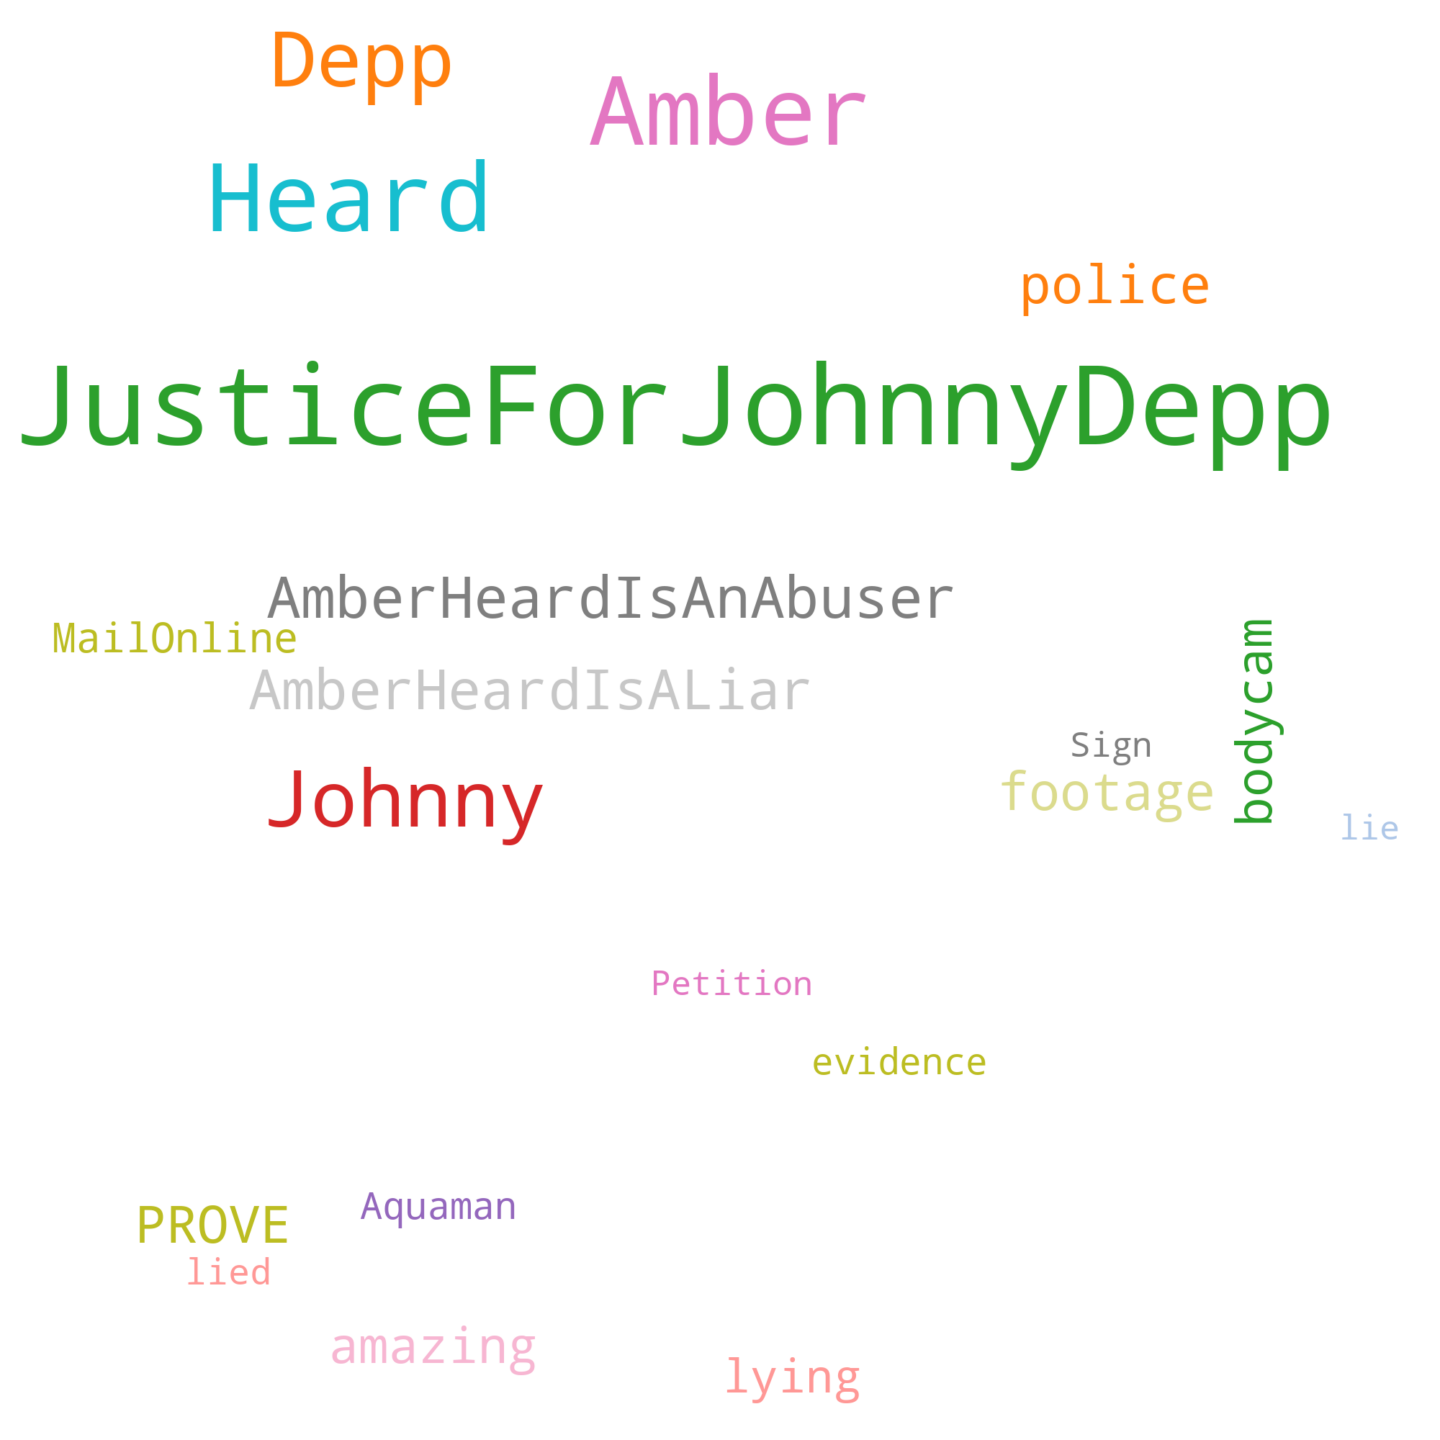 Depp
Amber
Heard
police
JusticeForJohnnyDepp
AmberHeardIsAnAbuser
MailOnline
AmberHeardIsALiar
bodycam
Sign
Johnny
footage
lie
Petition
evidence
PROVE
Aquaman
lied
amazing
lying